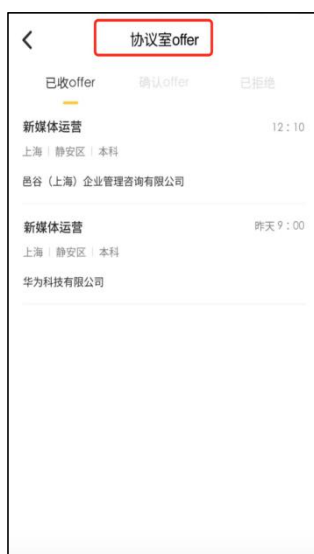 协议室offer
已收offer 确认offer 已拒绝
新媒体运营 12：10
上海 | 静安区 | 本科
邑谷（上海）企业管理咨询有限公司
新媒体运营 昨天 9：00
上海 | 静安区 | 本科
华为科技有限公司